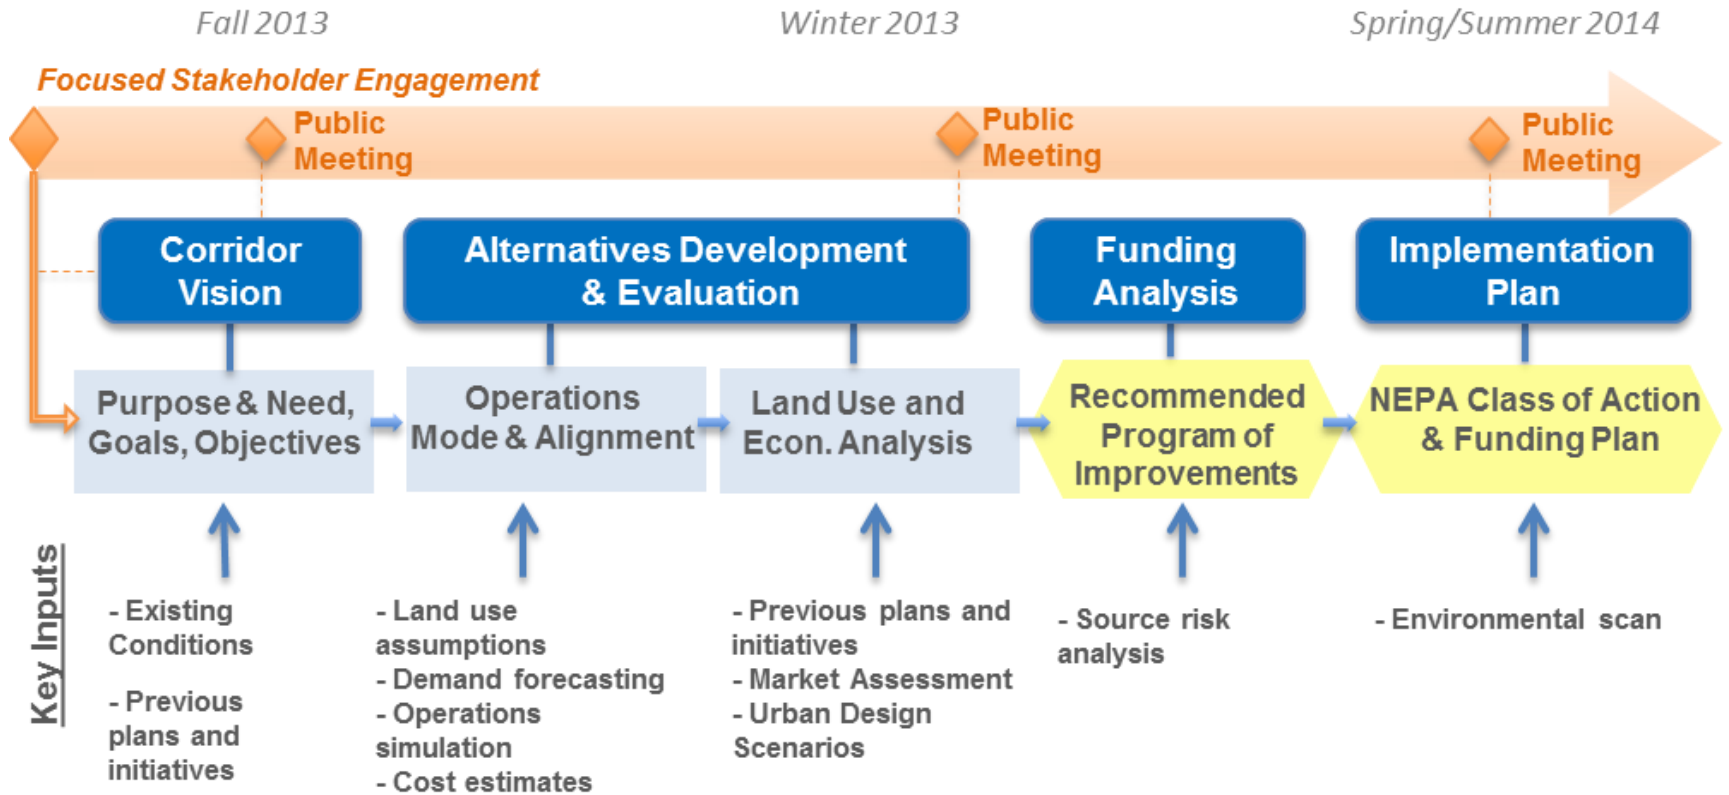 Fall 2013
Winter 2013
Spring/Summer 2014
Focused Stakeholder Engagement
Public
Meeting
Public
Meeting
Public
Meeting
Corridor
Vision
Alternatives Development
& Evaluation
Funding
Analysis
Implementation
Plan
Purpose & Need,
Goals, Objectives
Operations
Mode & Alignment
Land Use and
Econ. Analysis
Recommended
Program of
Improvements
NEPA Class of Action
& Funding Plan
Key Inputs
- Existing
Conditions
- Previous
plans and
initiatives
- Land use
assumptions
- Demand forecasting
- Operations
simulation
- Cost estimates
- Previous plans and
initiatives
- Market Assessment
- Urban Design
Scenarios
- Source risk
analysis
- Environmental scan